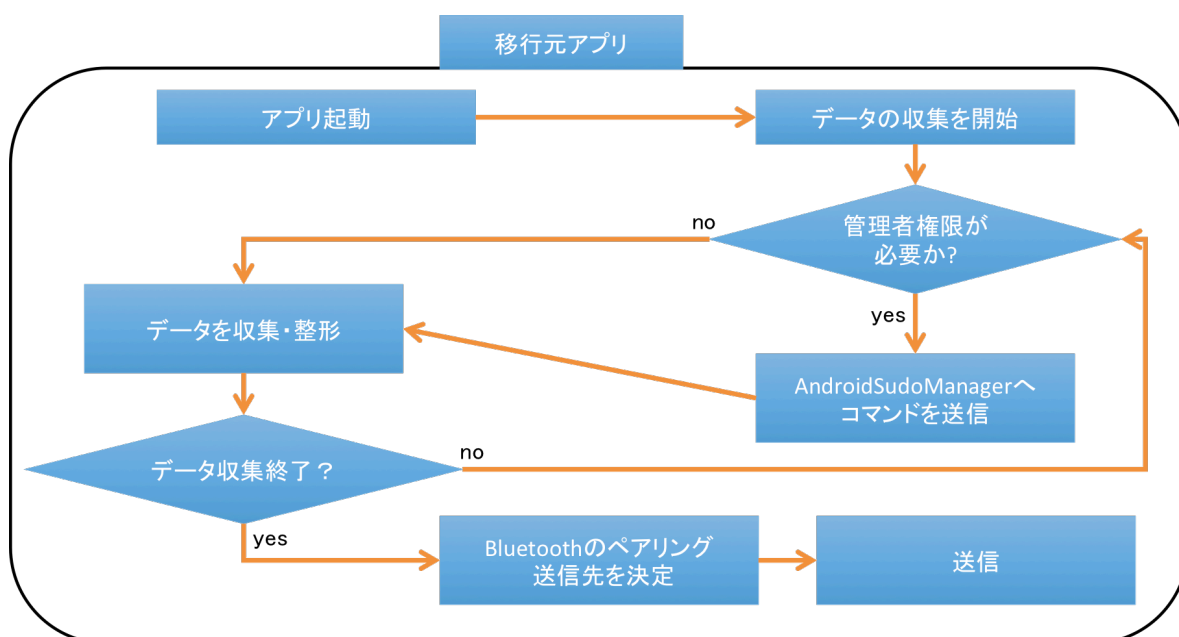 移行元アプリ
アプリ起動
データの収集を開始
管理者権限が
必要か?
no
yes
データを収集・整形
AndroidSudoManagerへ
コマンドを送信
データ収集終了？
no
yes
Bluetoothのペアリング
送信先を決定
送信